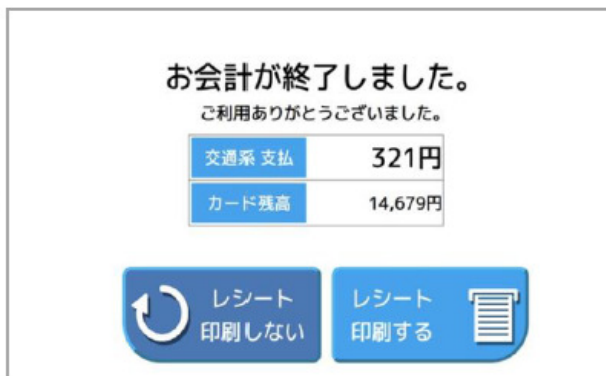 お会計が終了しました。
ご利用ありがとうございました。
交通系 支払 321円
カード残高 14,679円
レシート
印刷しない
レシート
印刷する